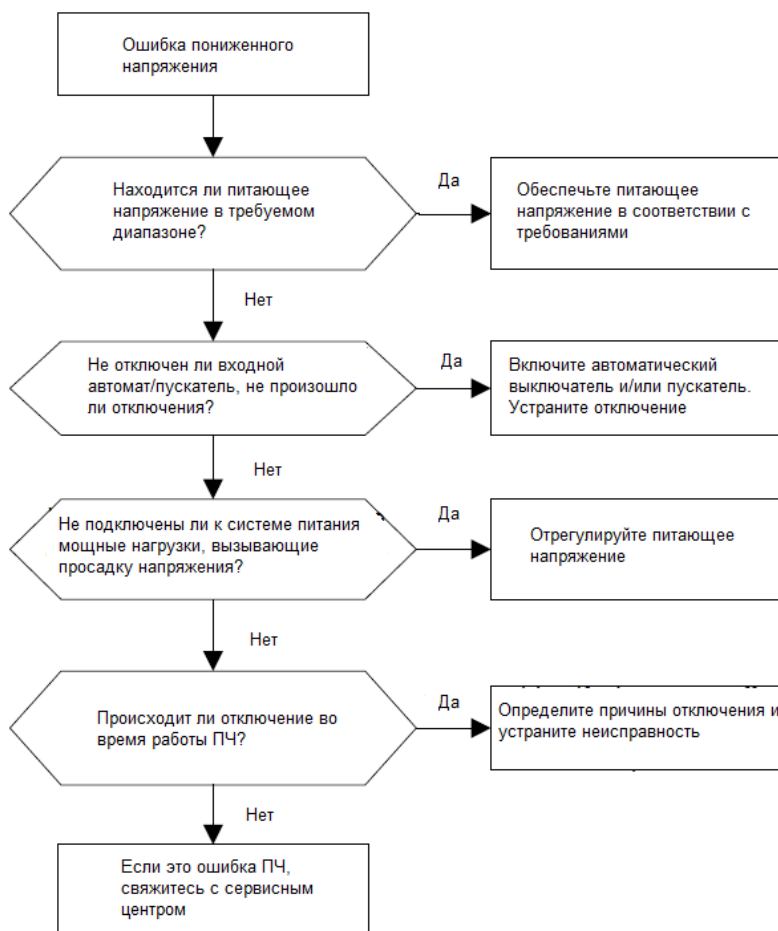 Ошибка пониженного
напряжения
Находится ли питающее
напряжение в требуемом
диапазоне?
Да
Обеспечьте питающее
напряжение в соответствии с
требованиями
Нет
Не отключен ли входной
автомат/пускатель, не произошло
ли отключения?
Да
Включите автоматический
выключатель и/или пускатель.
Устраните отключение
Нет
Не подключены ли к системе питания
мощные нагрузки, вызывающие
просадку напряжения?
Да
Отрегулируйте питающее
напряжение
Нет
Происходит ли отключение во
время работы ПЧ?
Да
Определите причины отключения и
устраните неисправность
Нет
Если это ошибка ПЧ,
свяжитесь с сервисным
центром